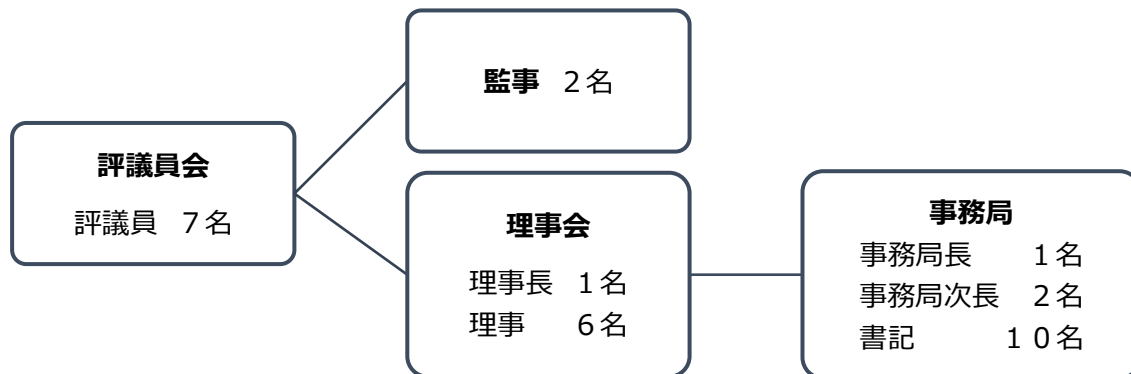 評議員会
評議員　７名
監事　２名
理事会
理事長　１名
理事　　６名
事務局
事務局長　　１名
事務局次長　２名
書記　　　１０名